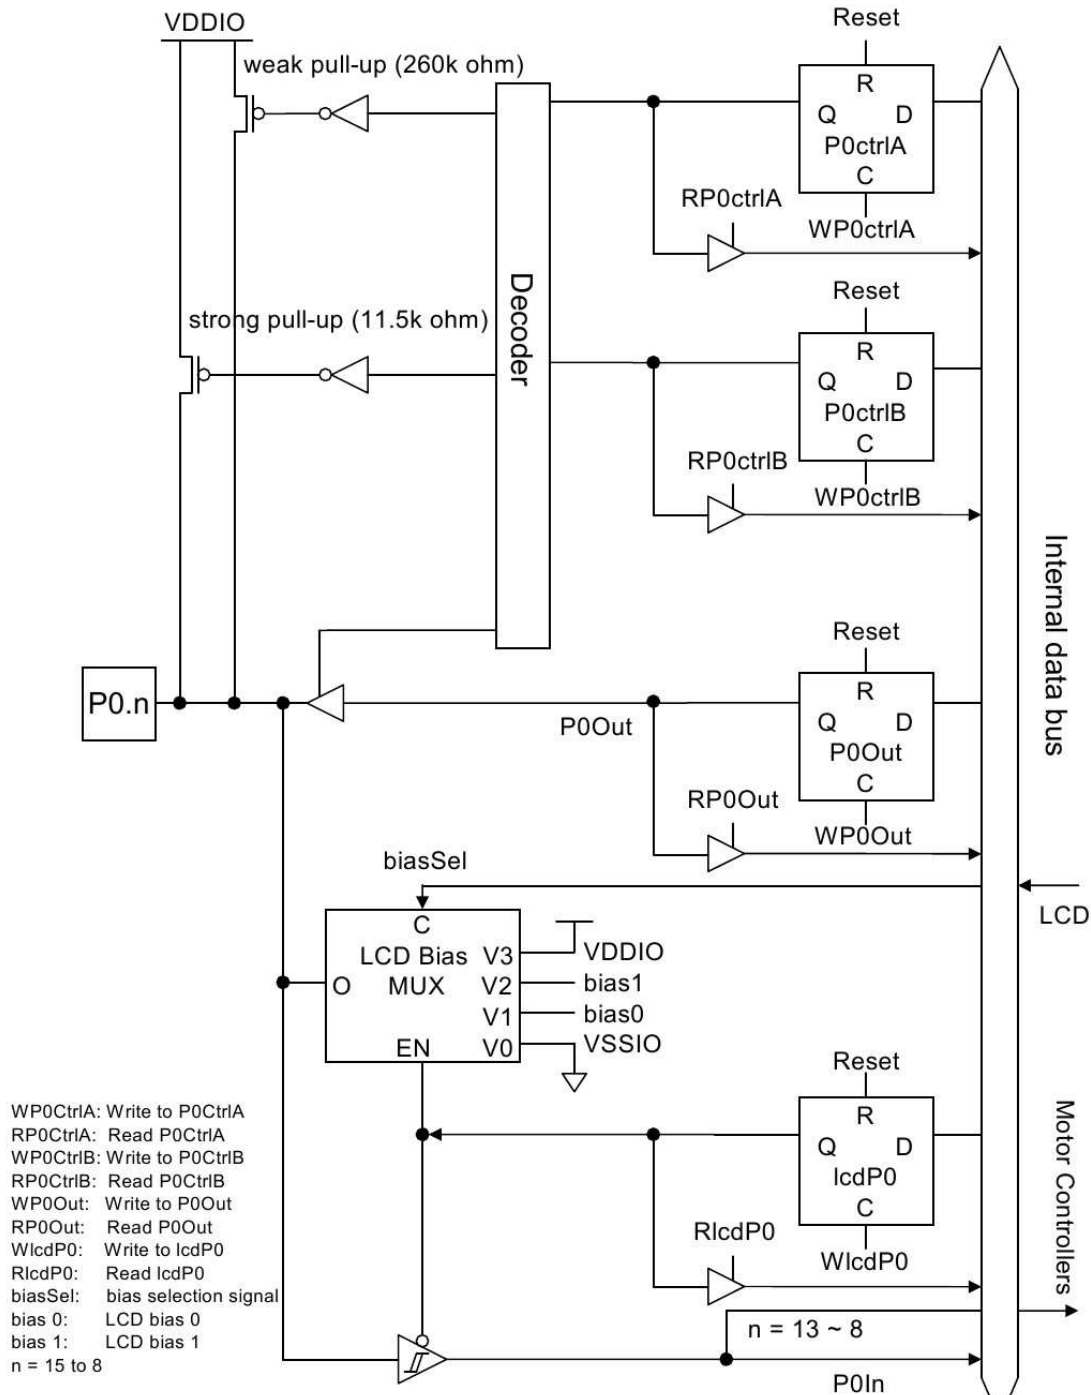 Reset
VDDIO
weak pull-up (260k ohm)
R
Q D
P0ctrlA
C
RP0ctrlA
WP0ctrlA
Decoder
Reset
strong pull-up (11.5k ohm)
R
Q D
P0ctrlB
C
RP0ctrlB
WP0ctrlB
Internal data bus
Reset
R
P0.n
P0Out
Q D
P0Out
C
RP0Out
WP0Out
biasSel
LCD
C
LCD Bias V3
VDDIO
O MUX V2
bias1
V1
bias0
EN V0
VSSIO
Reset
R
Q D
lcdP0
C
RlcdP0
WlcdP0
Motor Controllers
n = 13 ~ 8
P0In
WP0CtrlA: Write to P0CtrlA
RP0CtrlA: Read P0CtrlA
WP0CtrlB: Write to P0CtrlB
RP0CtrlB: Read P0CtrlB
WP0Out: Write to P0Out
RP0Out: Read P0Out
WlcdP0: Write to lcdP0
RlcdP0: Read lcdP0
biasSel: bias selection signal
bias 0: LCD bias 0
bias 1: LCD bias 1
n = 15 to 8